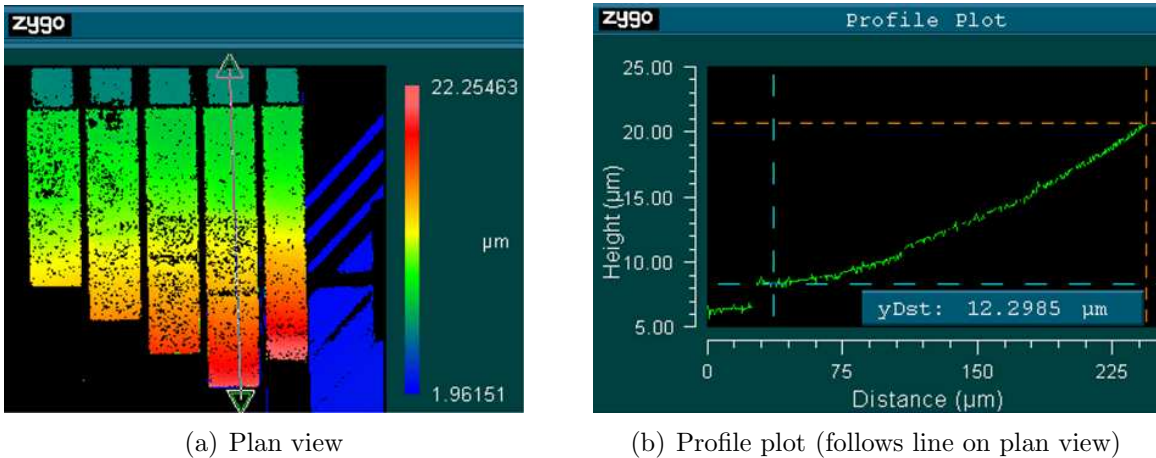 zygo
22.25463
µm
1.96151
(a) Plan view
zygo
Profile Plot
25.00
20.00
15.00
10.00
5.00
Height (µm)
yDst: 12.2985 µm
0
75
150
225
Distance (µm)
(b) Profile plot (follows line on plan view)